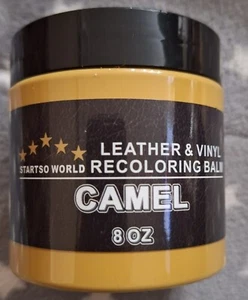 STARTSO WORLD
LEATHER & VINYL
RECOLORING BALM
CAMEL
8 OZ